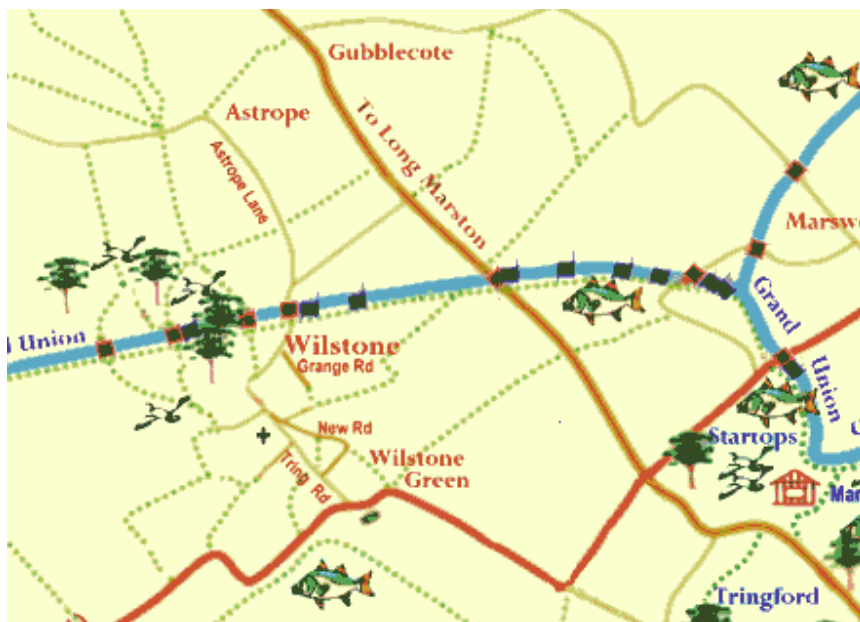 Gubblecote
Astrope
To Long Marston
Astrope Lane
Marsw
Grand
Union
Union
Wilstone
Grange Rd
New Rd
Startops
Wilstone
Green
Tring Rd
Mar
Tringford